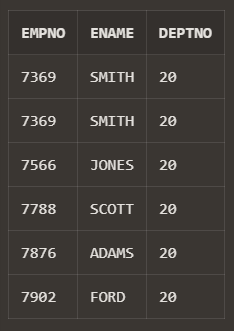 EMPNO ENAME DEPTNO
7369 SMITH 20
7369 SMITH 20
7566 JONES 20
7788 SCOTT 20
7876 ADAMS 20
7902 FORD 20